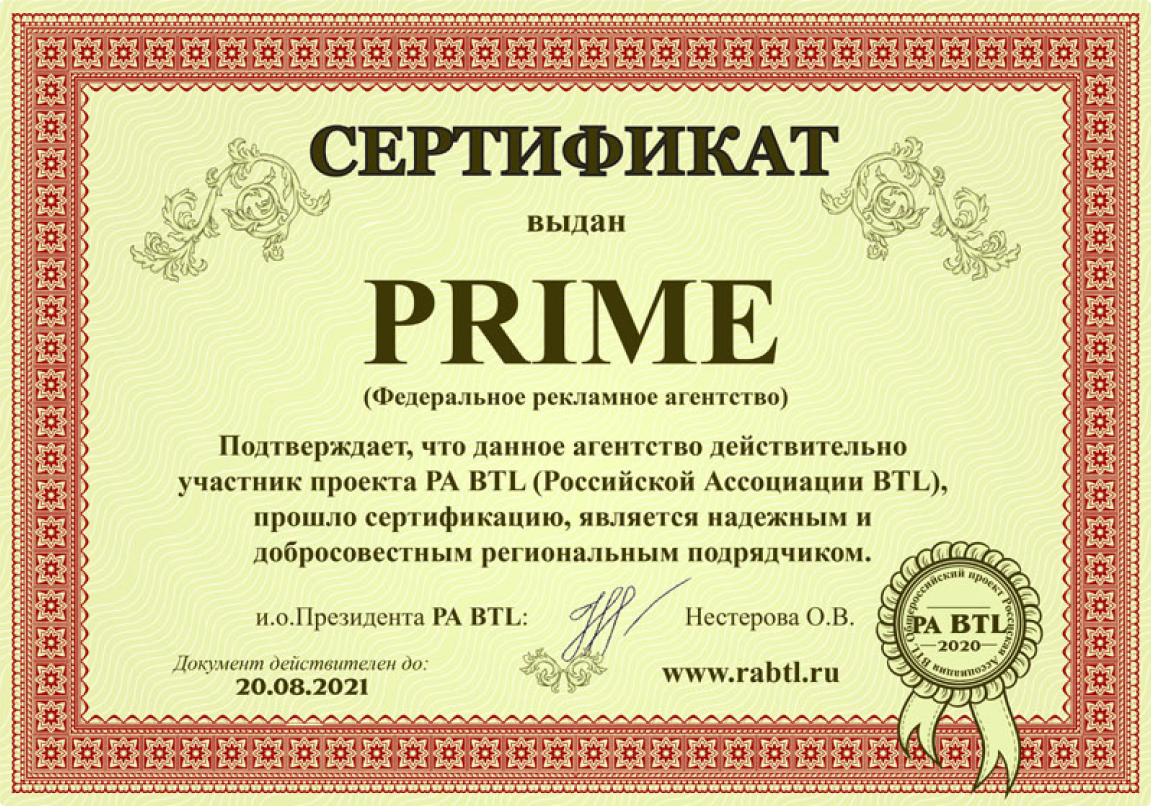 СЕРТИФИКАТ
выдан
PRIME
(Федеральное рекламное агентство)
Подтверждает, что данное агентство действительно
участник проекта РА BTL (Российской Ассоциации BTL),
прошло сертификацию, является надежным и
добросовестным региональным подрядчиком.
и.о.Президента РА BTL:
Нестерова О.В.
Документ действителен до:
20.08.2021
www.rabtl.ru
Общероссийский проект Российская Ассоциация BTL
РА BTL
2020